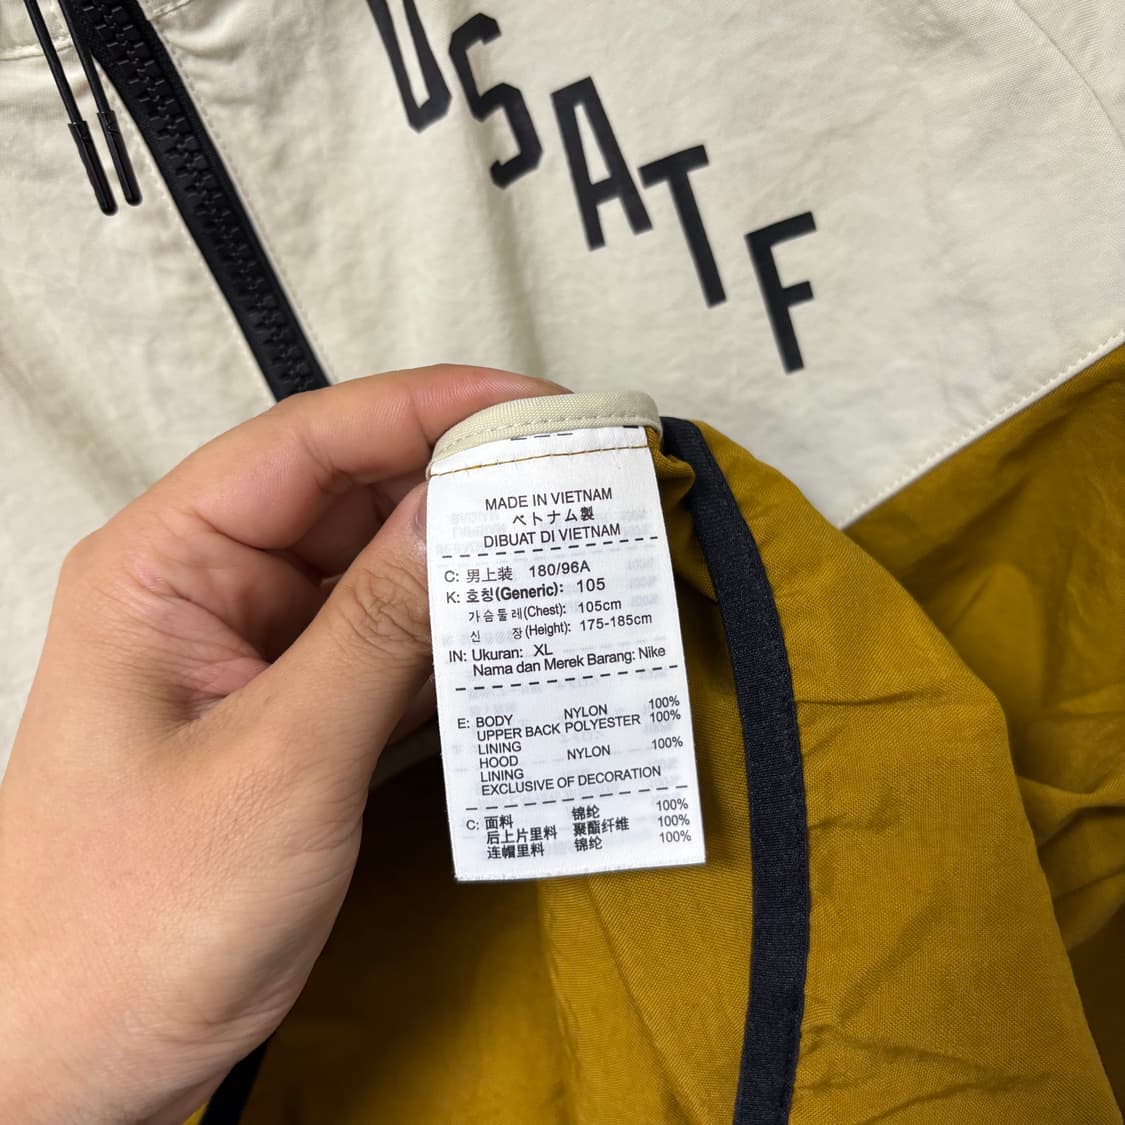 USATF
MADE IN VIETNAM
ベトナム製
DIBUAT DI VIETNAM
C: 男上装 180/96A
K: 호칭(Generic): 105
가슴둘레(Chest): 105cm
신 장(Height): 175-185cm
IN: Ukuran: XL
Nama dan Merek Barang: Nike
E: BODY NYLON 100%
UPPER BACK POLYESTER 100%
LINING
HOOD NYLON 100%
LINING
EXCLUSIVE OF DECORATION
C: 面料 锦纶 100%
后上片里料 聚酯纤维 100%
连帽里料 锦纶 100%